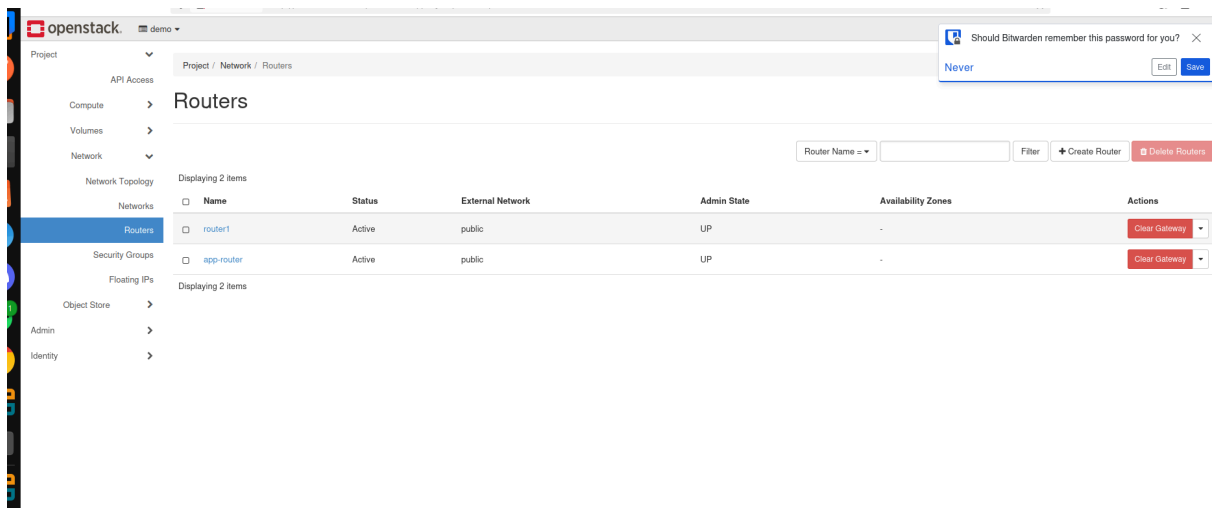 openstack. demo
Should Bitwarden remember this password for you?
Never Edit Save
Project
API Access
Compute
Volumes
Network
Network Topology
Networks
Routers
Security Groups
Floating IPs
Object Store
Admin
Identity
Project / Network / Routers
Routers
Router Name = Filter Create Router Delete Routers
Displaying 2 items
Name Status External Network Admin State Availability Zones Actions
router1 Active public UP - Clear Gateway
app-router Active public UP - Clear Gateway
Displaying 2 items